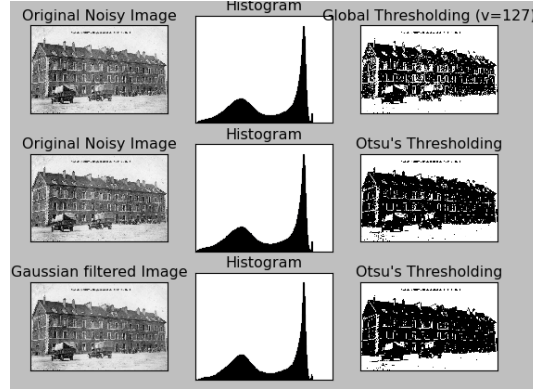 Original Noisy Image
Histogram
Global Thresholding (v=127)
Original Noisy Image
Histogram
Otsu's Thresholding
Gaussian filtered Image
Histogram
Otsu's Thresholding